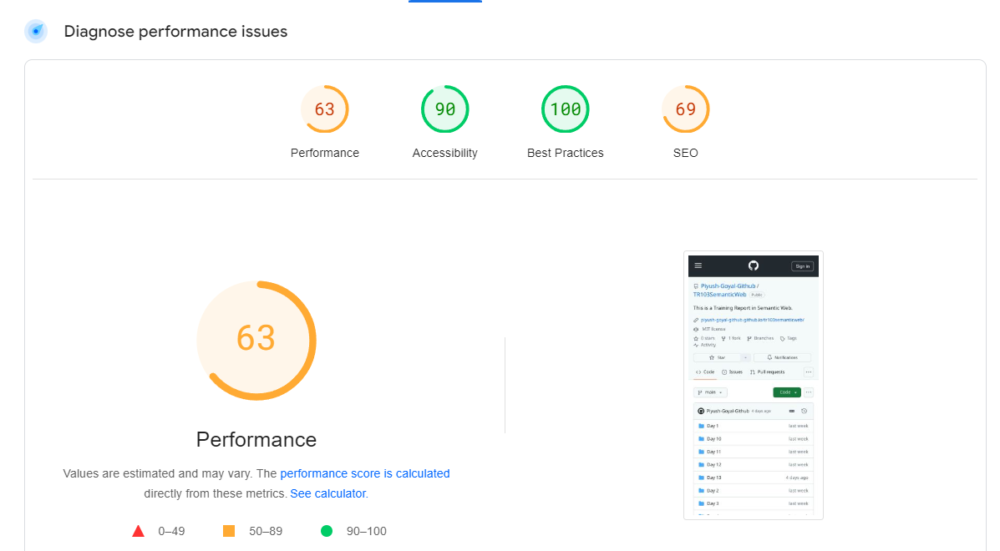 Diagnose performance issues
63 90 100 69
Performance Accessibility Best Practices SEO
63
Performance
Values are estimated and may vary. The performance score is calculated
directly from these metrics. See calculator.
0–49 50–89 90–100
Sign in
Piyush-Goyal-Github /
TR103SemanticWeb Public
This is a Training Report in Semantic Web.
piyush-goyal-github.github.io/tr103semanticweb/
MIT license
0 stars 1 fork Branches Tags
Activity
Star Notifications
Code Issues Pull requests
main Code
Piyush-Goyal-Github 4 days ago
Day 1 last week
Day 10 last week
Day 11 last week
Day 12 last week
Day 13 4 days ago
Day 2 last week
Day 3 last week